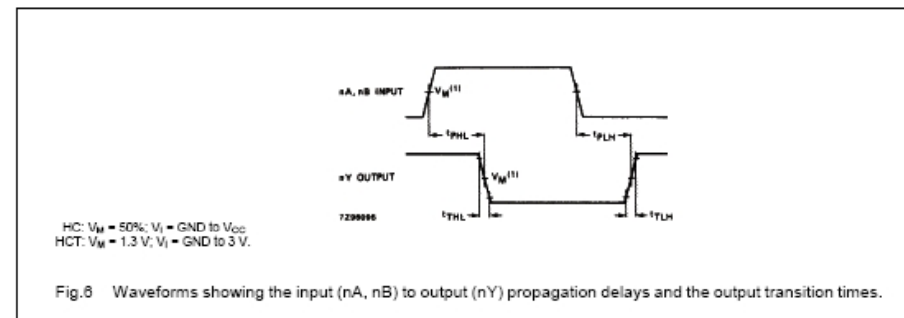 nA, nB INPUT
VM(1)
tPHL
tPLH
nY OUTPUT
VM(1)
tTHL
tTLH
7296096
HC: VM = 50%; VI = GND to VCC
HCT: VM = 1.3 V; VI = GND to 3 V.
Fig.6 Waveforms showing the input (nA, nB) to output (nY) propagation delays and the output transition times.